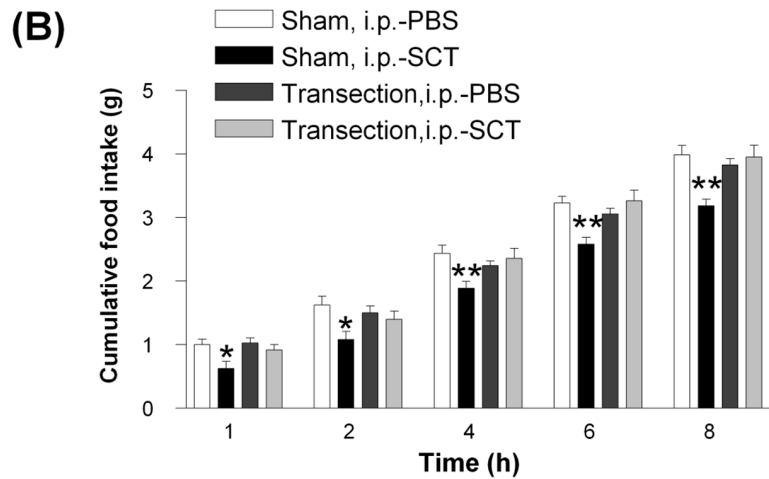 (B)
Sham, i.p.-PBS
Sham, i.p.-SCT
Transection,i.p.-PBS
Transection,i.p.-SCT
Cumulative food intake (g)
5
4
3
2
1
0
*
*
**
**
**
1 2 4 6 8
Time (h)